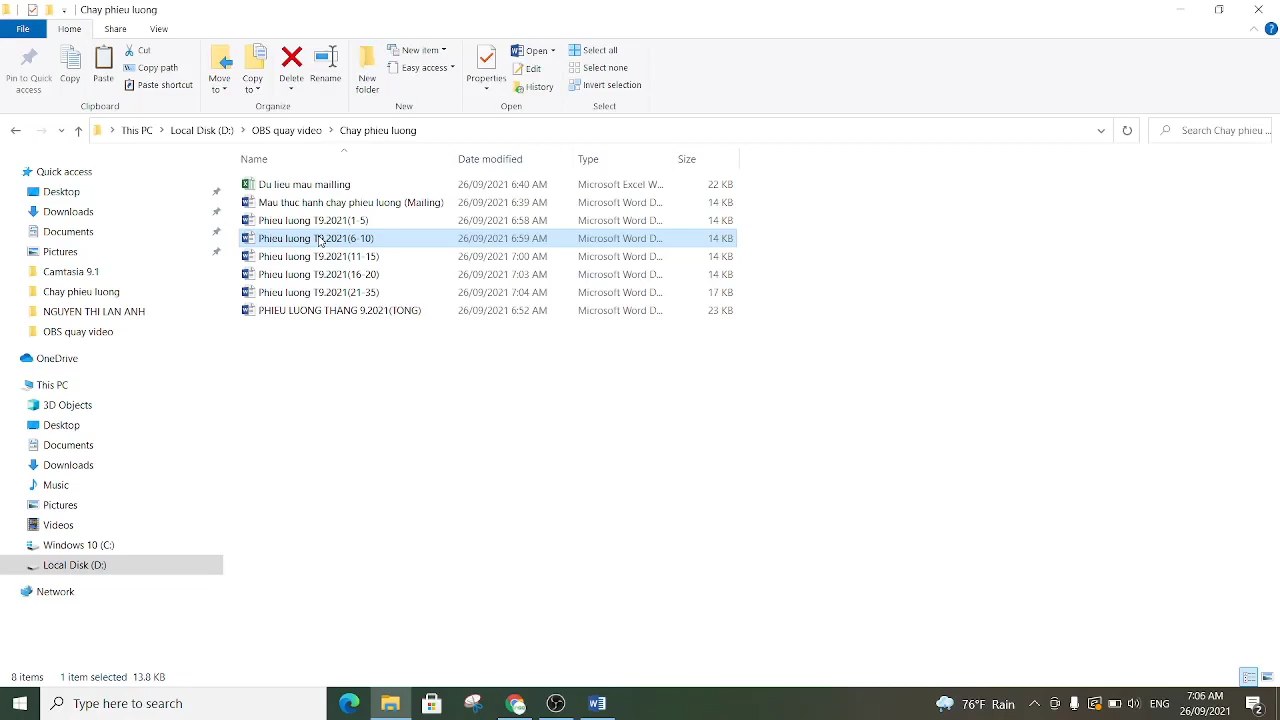 Chay phieu luong
File Home Share View
Pin to Quick access
Copy
Paste
Cut
Copy path
Paste shortcut
Clipboard
Move to
Copy to
Delete
Rename
Organize
New folder
New item
Easy access
New
Properties
Open
Edit
History
Open
Select all
Select none
Invert selection
Select
This PC > Local Disk (D:) > OBS quay video > Chay phieu luong
Search Chay phieu ...
Name Date modified Type Size
Du lieu mau mailling 26/09/2021 6:40 AM Microsoft Excel W... 22 KB
Mau thuc hanh chay phieu luong (Mailing) 26/09/2021 6:39 AM Microsoft Word D... 14 KB
Phieu luong T9.2021(1-5) 26/09/2021 6:58 AM Microsoft Word D... 14 KB
Phieu luong T9.2021(6-10) 26/09/2021 6:59 AM Microsoft Word D... 14 KB
Phieu luong T9.2021(11-15) 26/09/2021 7:00 AM Microsoft Word D... 14 KB
Phieu luong T9.2021(16-20) 26/09/2021 7:03 AM Microsoft Word D... 14 KB
Phieu luong T9.2021(21-35) 26/09/2021 7:04 AM Microsoft Word D... 17 KB
PHIEU LUONG THANG 9.2021(TONG) 26/09/2021 6:52 AM Microsoft Word D... 23 KB
Quick access
Desktop
Downloads
Documents
Pictures
Camtasia 9.1
Chay phieu luong
NGUYEN THI LAN ANH
OBS quay video
OneDrive
This PC
3D Objects
Desktop
Documents
Downloads
Music
Pictures
Videos
Windows 10 (C:)
Local Disk (D:)
Network
8 items 1 item selected 13.8 KB
Type here to search
76°F Rain
ENG
7:06 AM
26/09/2021
2